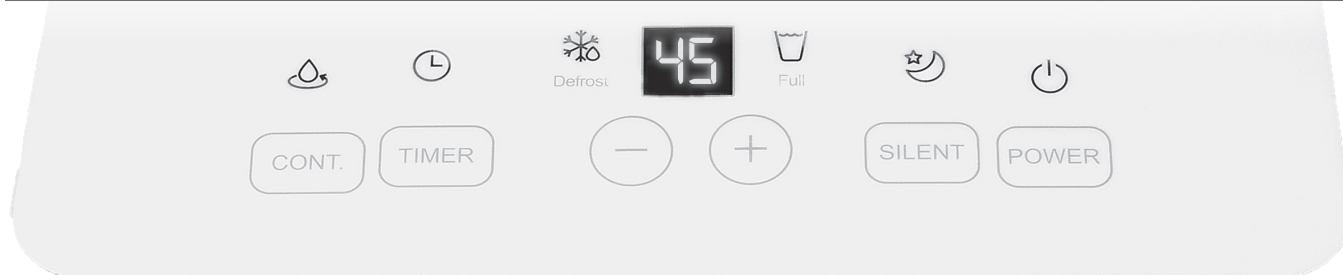 45
Defrost
Full
CONT.
TIMER
SILENT
POWER